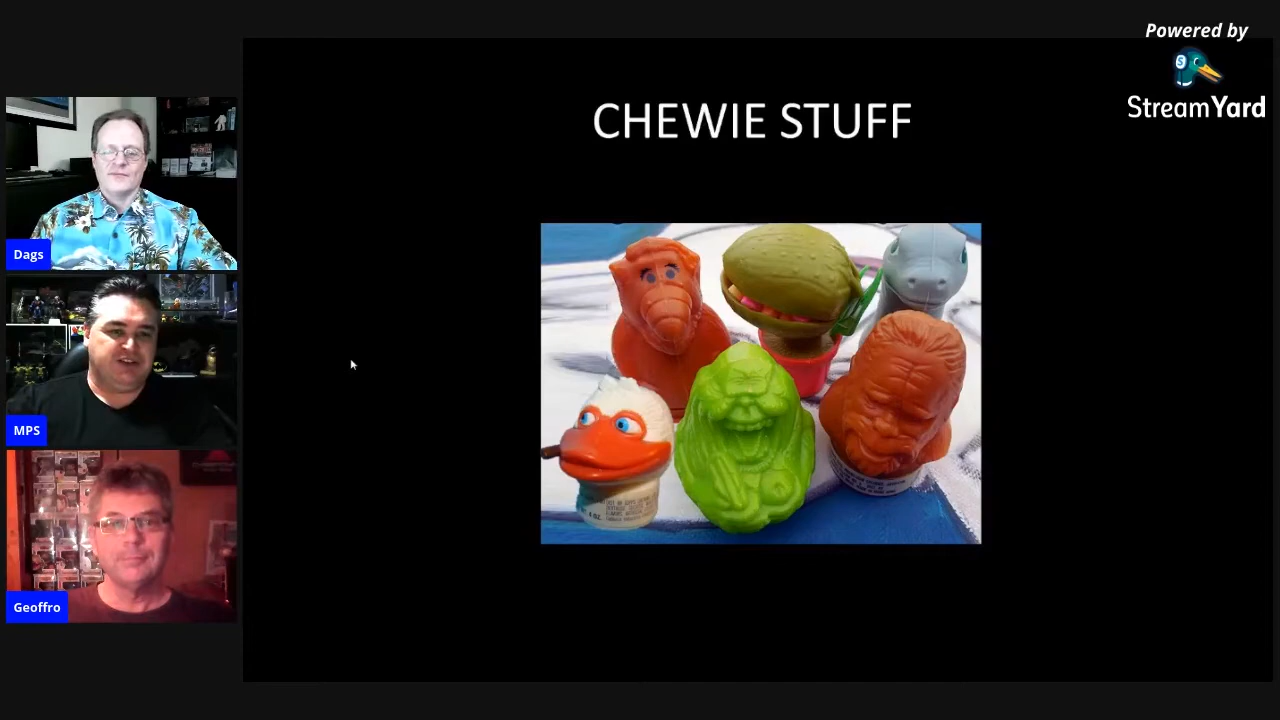 Powered by
StreamYard
CHEWIE STUFF
Dags
MPS
Geoffro